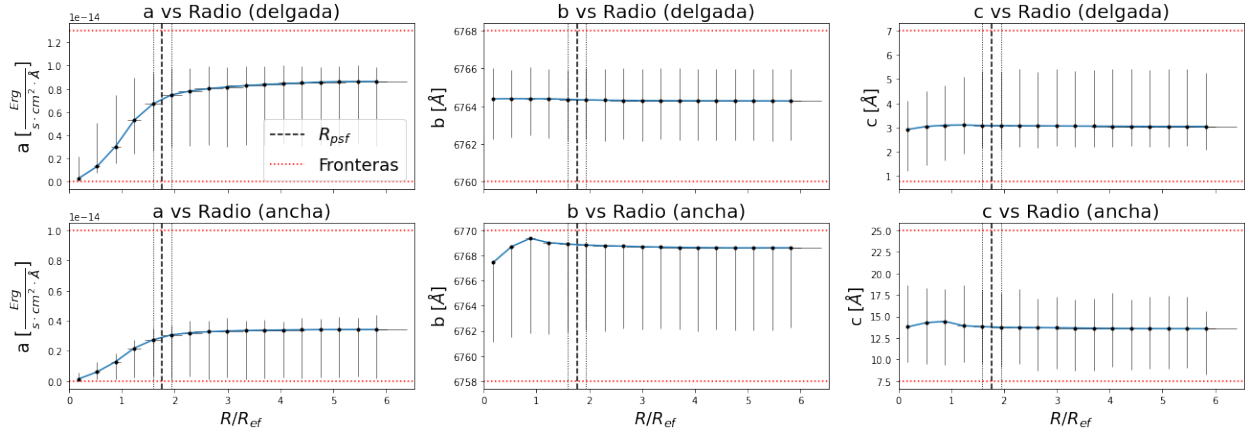 a vs Radio (delgada)
1e−14
a [Erg / s · cm² · Å]
1.2
1.0
0.8
0.6
0.4
0.2
0.0
R_psf
Fronteras
b vs Radio (delgada)
b [Å]
6768
6766
6764
6762
6760
c vs Radio (delgada)
c [Å]
7
6
5
4
3
2
1
a vs Radio (ancha)
1e−14
a [Erg / s · cm² · Å]
1.0
0.8
0.6
0.4
0.2
0.0
0 1 2 3 4 5 6
R/R_ef
b vs Radio (ancha)
b [Å]
6770
6768
6766
6764
6762
6760
6758
0 1 2 3 4 5 6
R/R_ef
c vs Radio (ancha)
c [Å]
25.0
22.5
20.0
17.5
15.0
12.5
10.0
7.5
0 1 2 3 4 5 6
R/R_ef